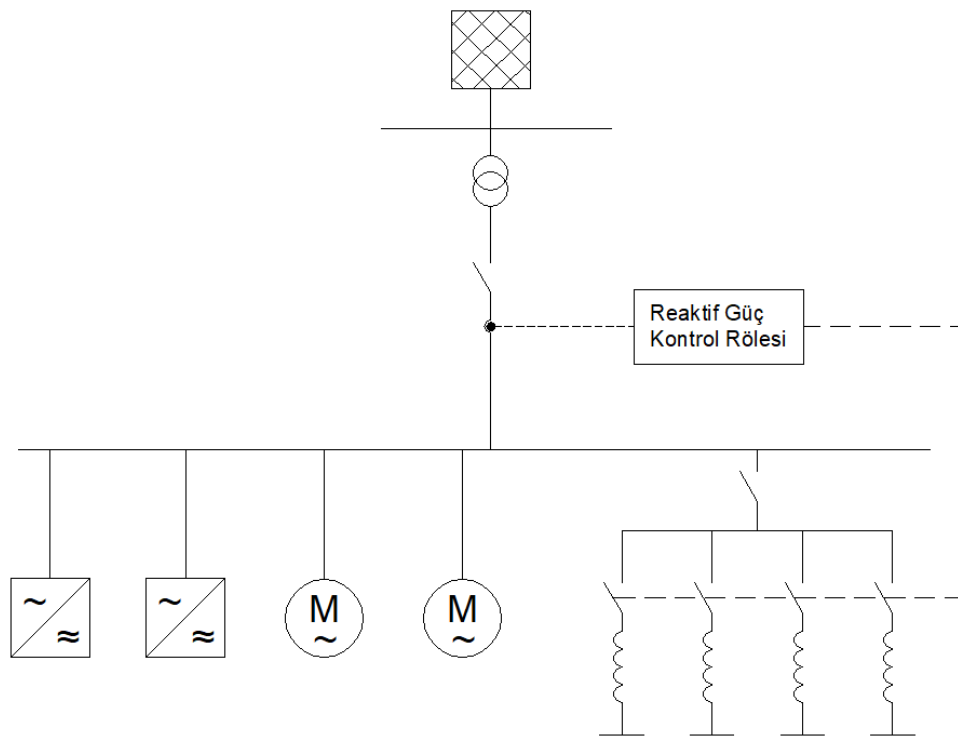 Reaktif Güç
Kontrol Rölesi
~
≈
~
≈
M
~
M
~